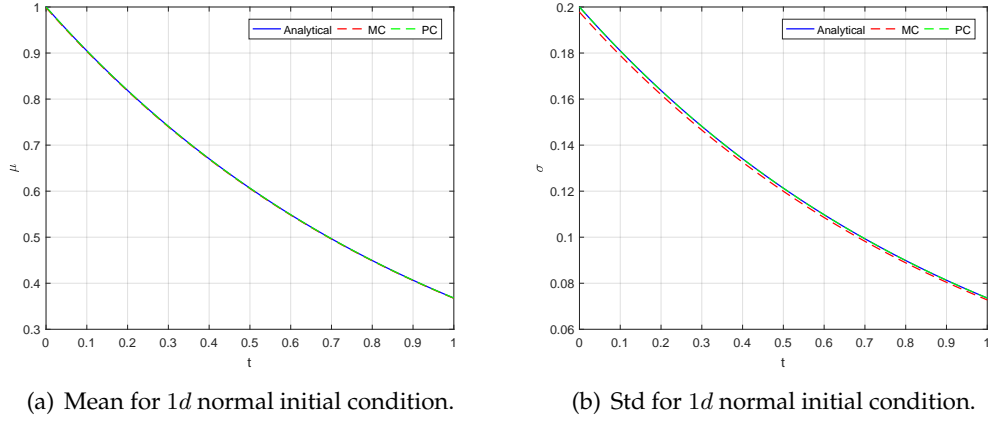 Analytical MC PC
1
0.9
0.8
0.7
0.6
0.5
0.4
0.3
μ
0 0.1 0.2 0.3 0.4 0.5 0.6 0.7 0.8 0.9 1
t
(a) Mean for 1d normal initial condition.
Analytical MC PC
0.2
0.18
0.16
0.14
0.12
0.1
0.08
0.06
σ
0 0.1 0.2 0.3 0.4 0.5 0.6 0.7 0.8 0.9 1
t
(b) Std for 1d normal initial condition.